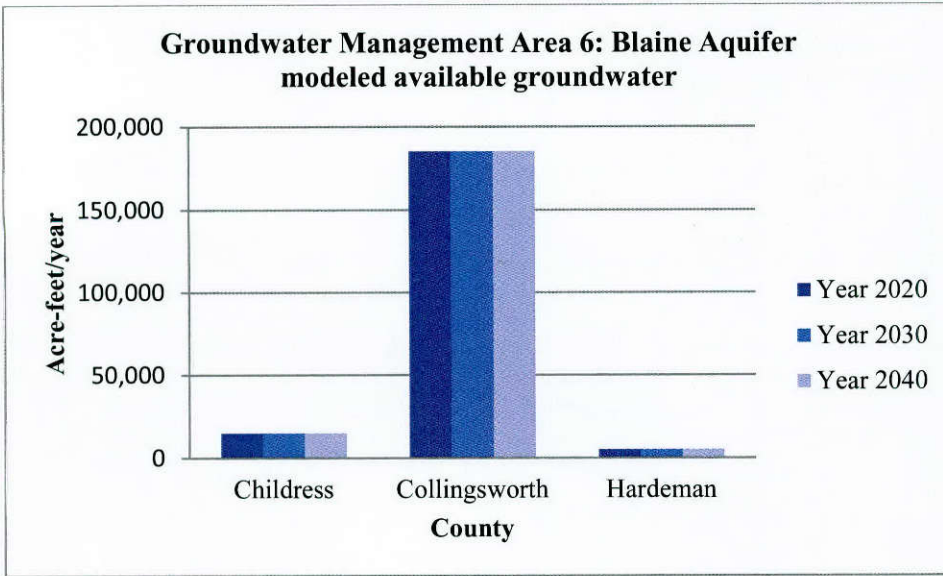 Groundwater Management Area 6: Blaine Aquifer
modeled available groundwater
200,000
150,000
100,000
50,000
0
Acre-feet/year
Childress
Collingsworth
Hardeman
County
Year 2020
Year 2030
Year 2040